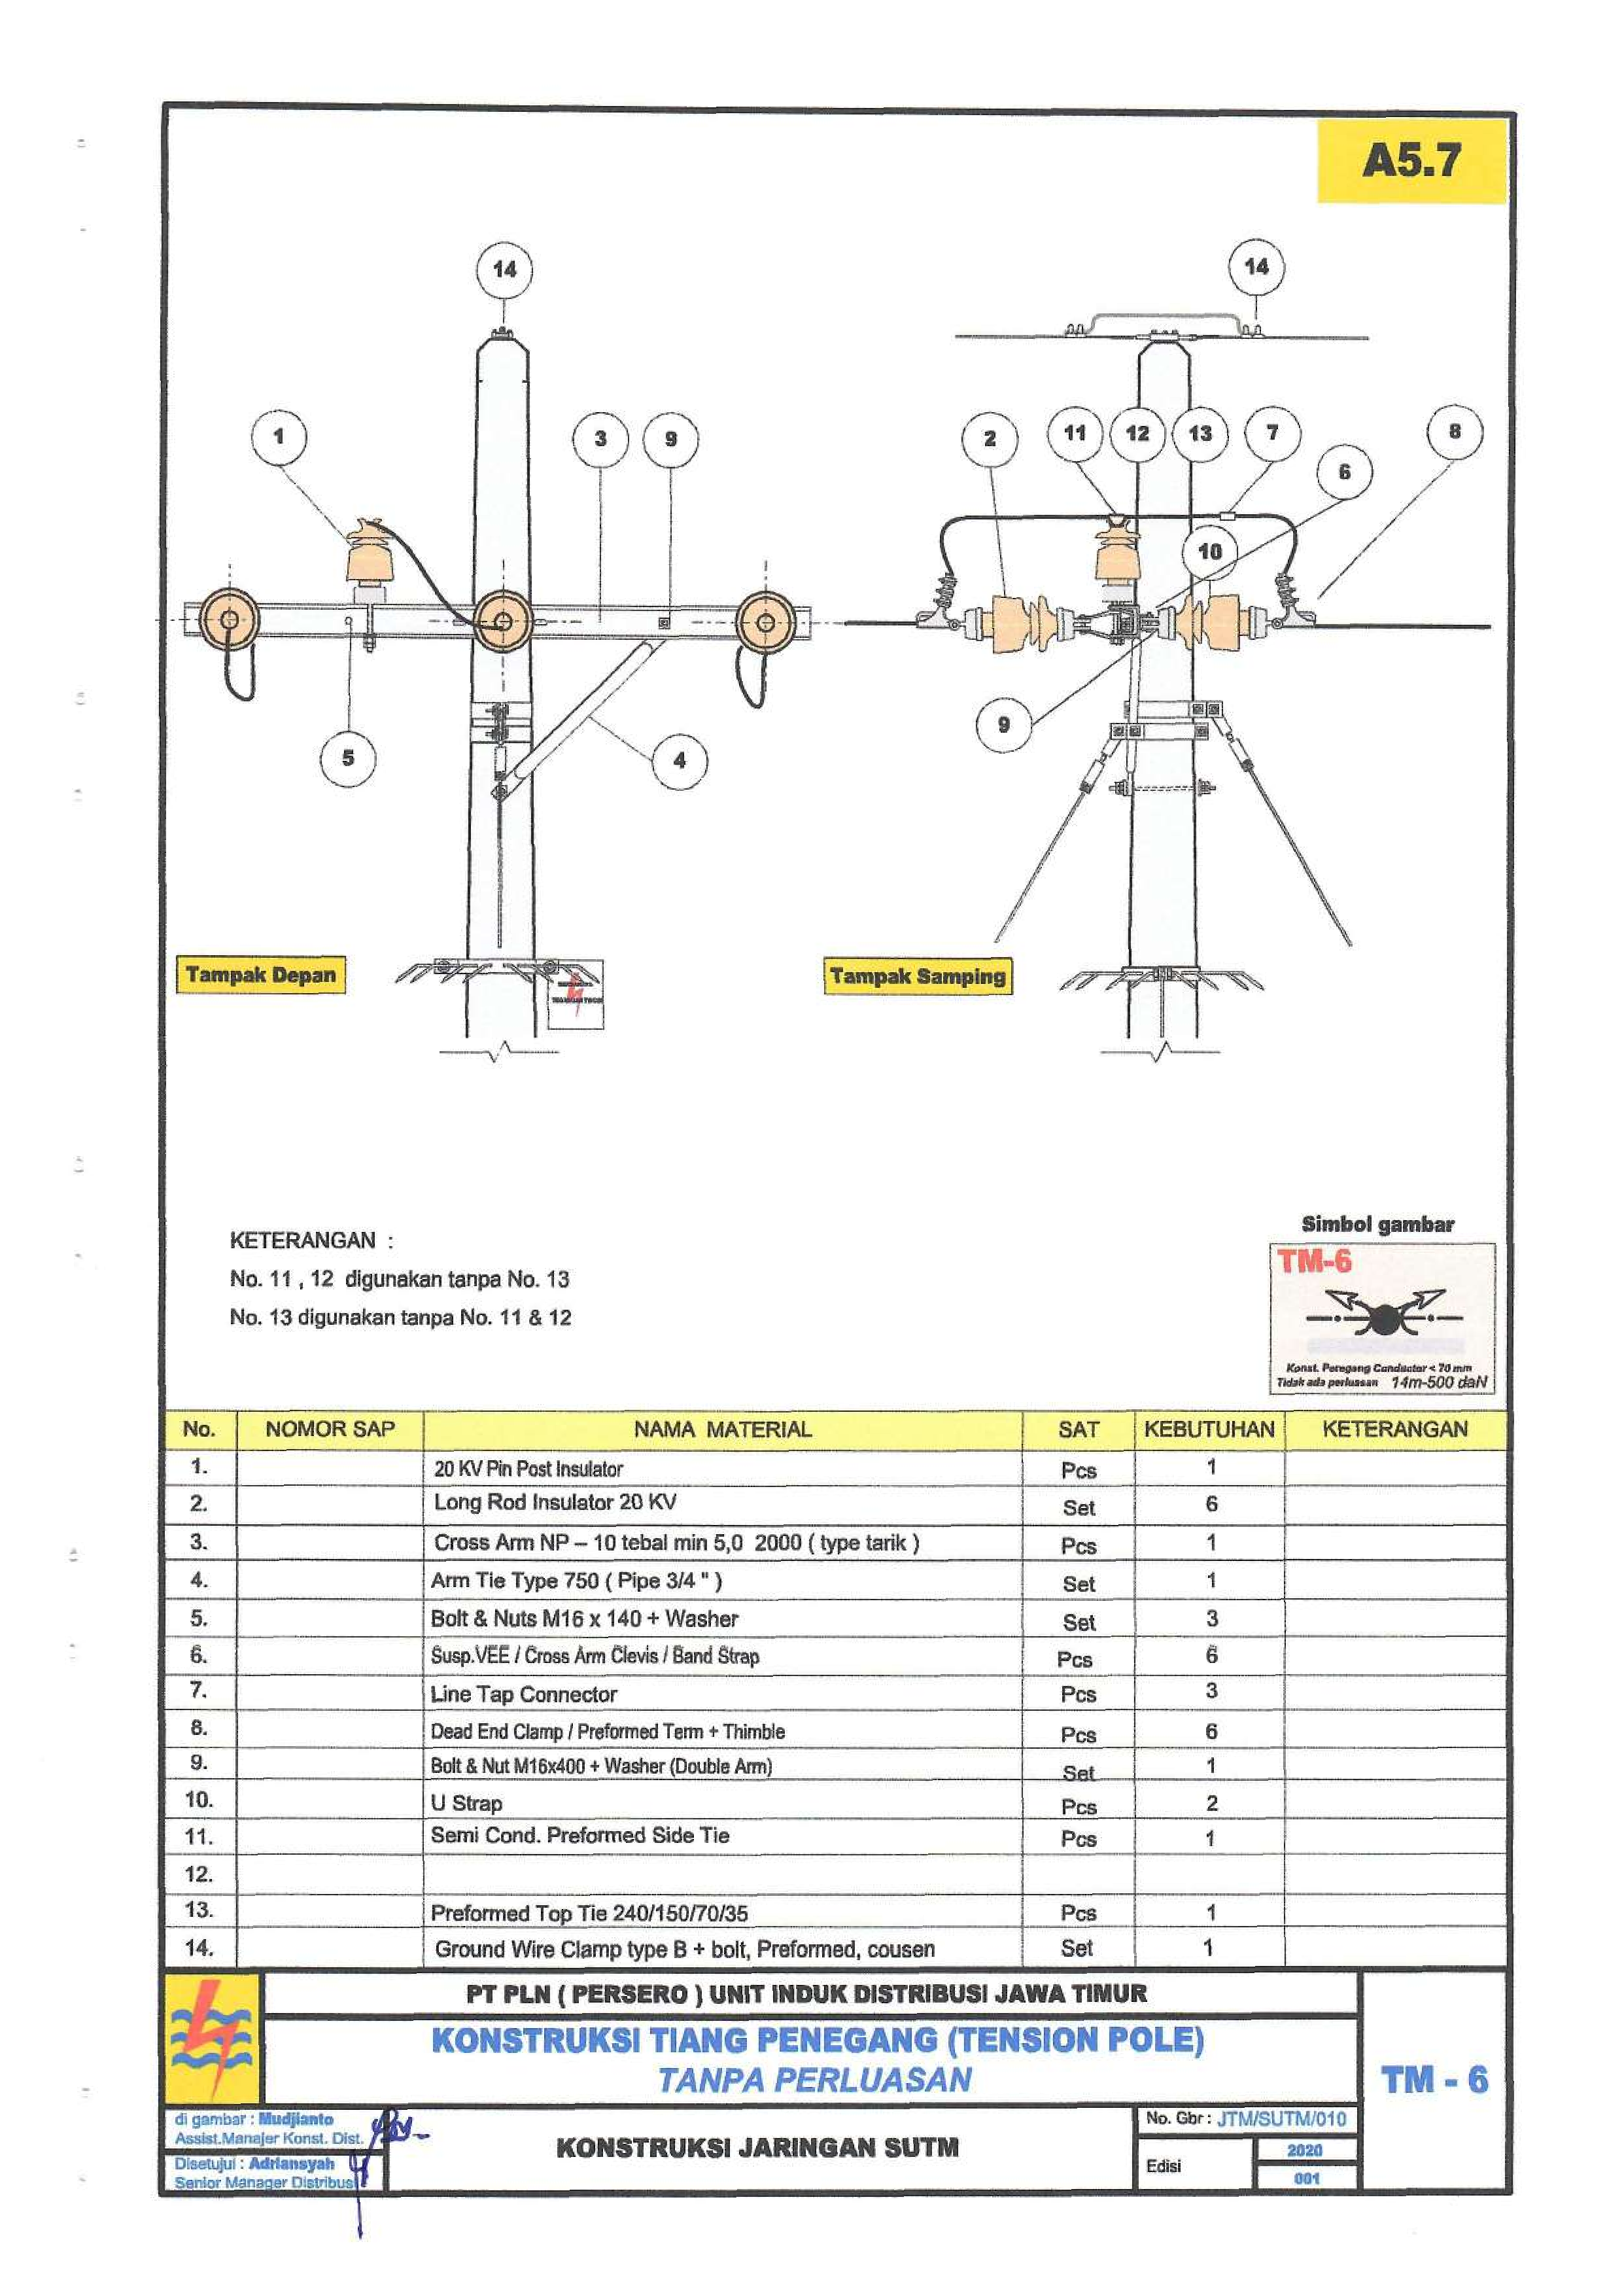 A5.7
14
14
1
3
9
2
11
12
13
7
8
6
10
9
5
4
Tampak Depan
Tampak Samping
KETERANGAN :
No. 11 , 12 digunakan tanpa No. 13
No. 13 digunakan tanpa No. 11 & 12
Simbol gambar
TM-6
Konst. Peregang Conductor < 70 mm
Tidak ada perluasan 14m-500 daN
No. NOMOR SAP NAMA MATERIAL SAT KEBUTUHAN KETERANGAN
1. 20 KV Pin Post Insulator Pcs 1
2. Long Rod Insulator 20 KV Set 6
3. Cross Arm NP – 10 tebal min 5,0 2000 ( type tarik ) Pcs 1
4. Arm Tie Type 750 ( Pipe 3/4 " ) Set 1
5. Bolt & Nuts M16 x 140 + Washer Set 3
6. Susp.VEE / Cross Arm Clevis / Band Strap Pcs 6
7. Line Tap Connector Pcs 3
8. Dead End Clamp / Preformed Term + Thimble Pcs 6
9. Bolt & Nut M16x400 + Washer (Double Arm) Set 1
10. U Strap Pcs 2
11. Semi Cond. Preformed Side Tie Pcs 1
12.
13. Preformed Top Tie 240/150/70/35 Pcs 1
14. Ground Wire Clamp type B + bolt, Preformed, cousen Set 1
PT PLN ( PERSERO ) UNIT INDUK DISTRIBUSI JAWA TIMUR
KONSTRUKSI TIANG PENEGANG (TENSION POLE)
TANPA PERLUASAN
TM - 6
di gambar : Mudjianto
Assist.Manajer Konst. Dist.
Disetujui : Adriansyah
Senior Manager Distribusi
KONSTRUKSI JARINGAN SUTM
No. Gbr : JTM/SUTM/010
Edisi
2020
001